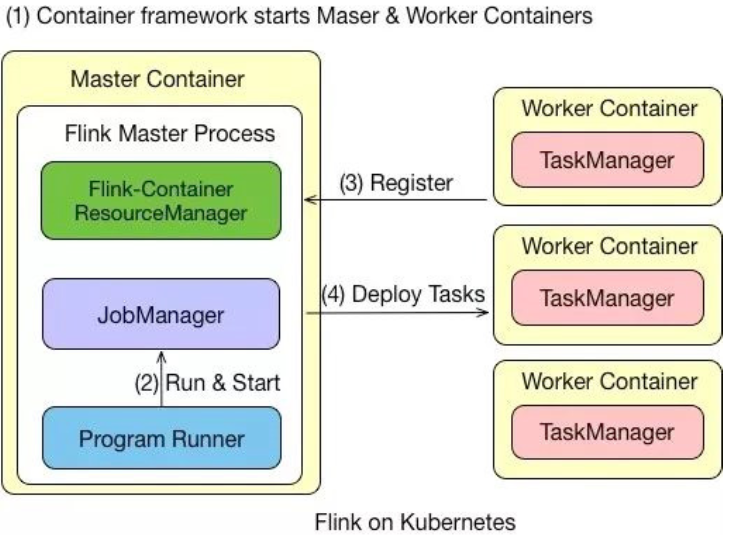 (1) Container framework starts Maser & Worker Containers
Master Container
Flink Master Process
Flink-Container
ResourceManager
(3) Register
JobManager
(4) Deploy Tasks
(2) Run & Start
Program Runner
Worker Container
TaskManager
Worker Container
TaskManager
Worker Container
TaskManager
Flink on Kubernetes